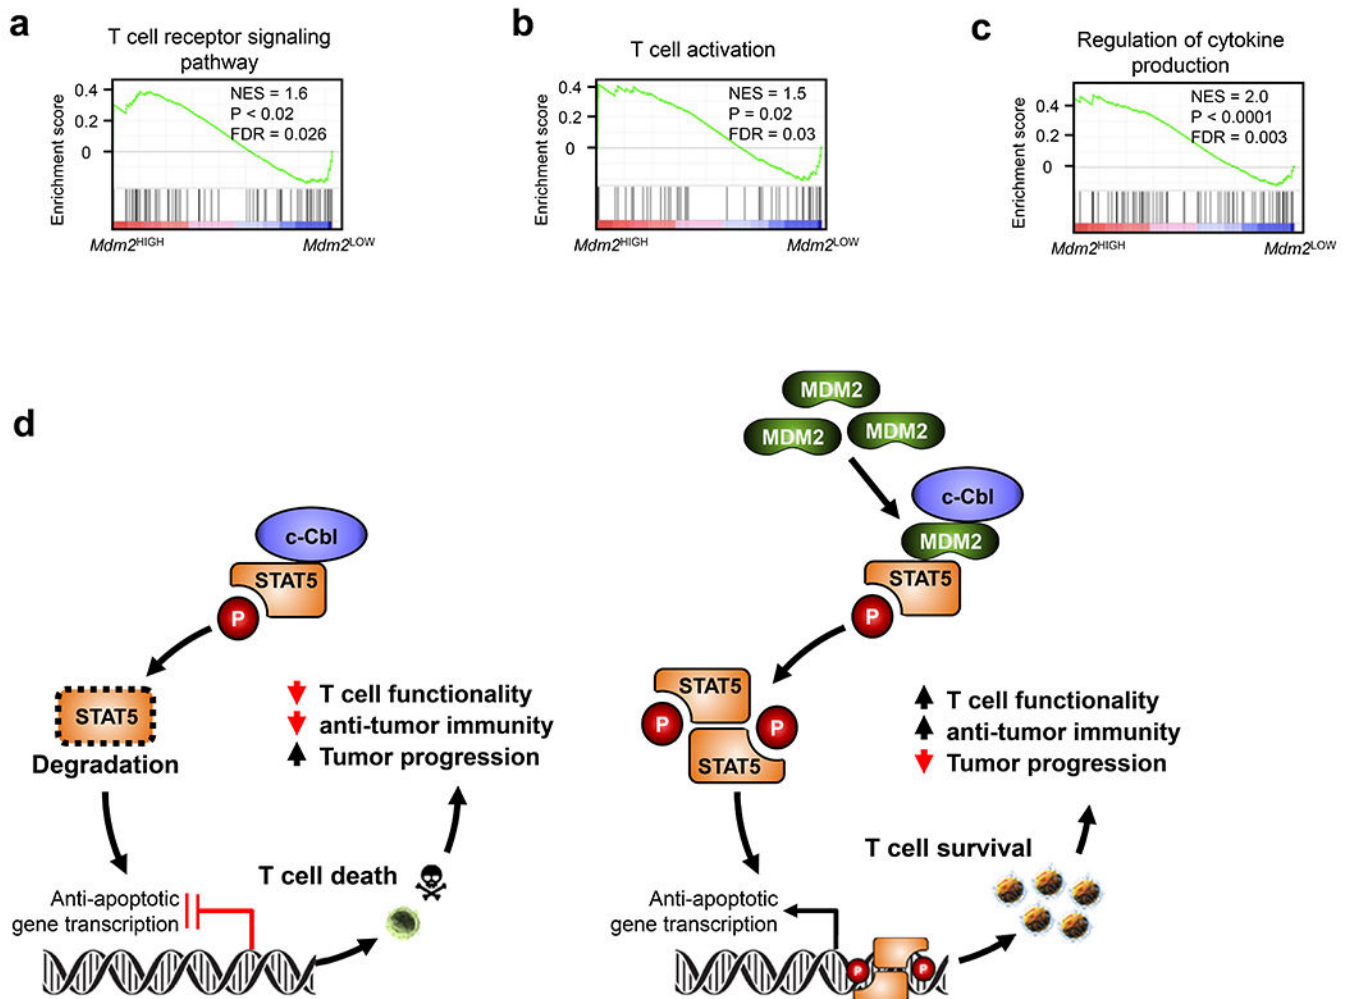 a
T cell receptor signaling
pathway
Enrichment score
0.4
0.2
0
NES = 1.6
P < 0.02
FDR = 0.026
Mdm2HIGH
Mdm2LOW
b
T cell activation
Enrichment score
0.4
0.2
0
NES = 1.5
P = 0.02
FDR = 0.03
Mdm2HIGH
Mdm2LOW
c
Regulation of cytokine
production
Enrichment score
0.4
0.2
0
NES = 2.0
P < 0.0001
FDR = 0.003
Mdm2HIGH
Mdm2LOW
d
c-Cbl
STAT5
P
STAT5
Degradation
T cell functionality
anti-tumor immunity
Tumor progression
T cell death
Anti-apoptotic
gene transcription
MDM2
MDM2
MDM2
c-Cbl
MDM2
STAT5
P
STAT5
P
P
STAT5
T cell functionality
anti-tumor immunity
Tumor progression
T cell survival
Anti-apoptotic
gene transcription
P
P